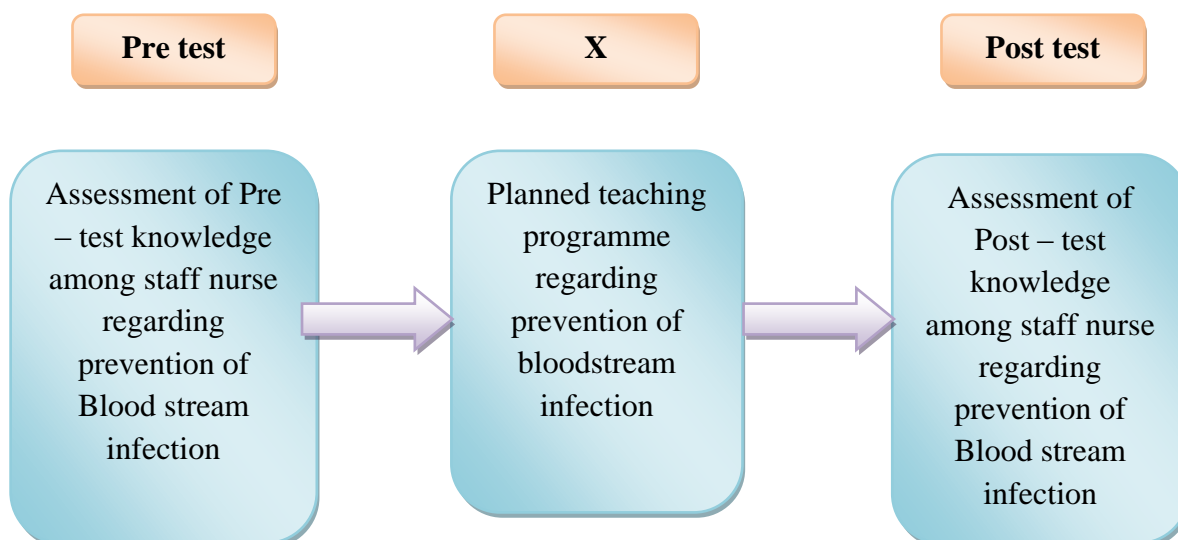 Pre test
X
Post test
Assessment of Pre
– test knowledge
among staff nurse
regarding
prevention of
Blood stream
infection
Planned teaching
programme
regarding
prevention of
bloodstream
infection
Assessment of
Post – test
knowledge
among staff nurse
regarding
prevention of
Blood stream
infection